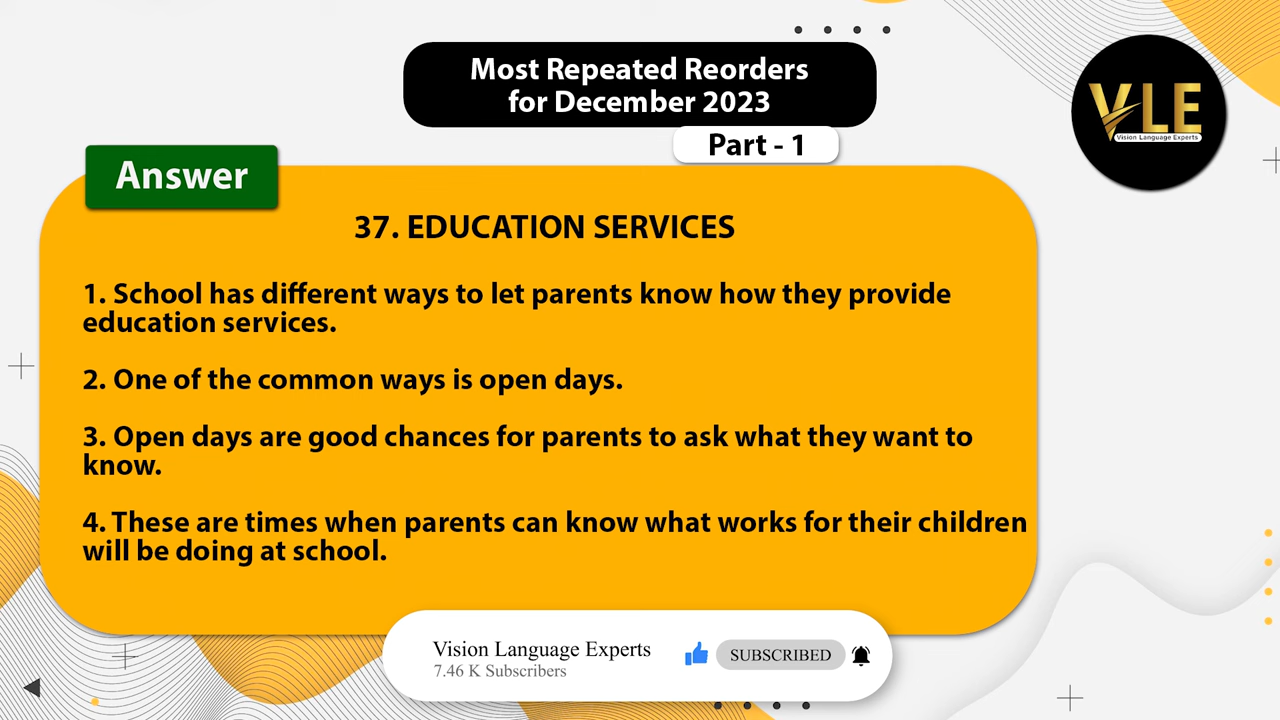 Most Repeated Reorders
for December 2023
Part - 1
VLE
Vision Language Experts
Answer
37. EDUCATION SERVICES
1. School has different ways to let parents know how they provide
education services.
2. One of the common ways is open days.
3. Open days are good chances for parents to ask what they want to
know.
4. These are times when parents can know what works for their children
will be doing at school.
Vision Language Experts
7.46 K Subscribers
SUBSCRIBED